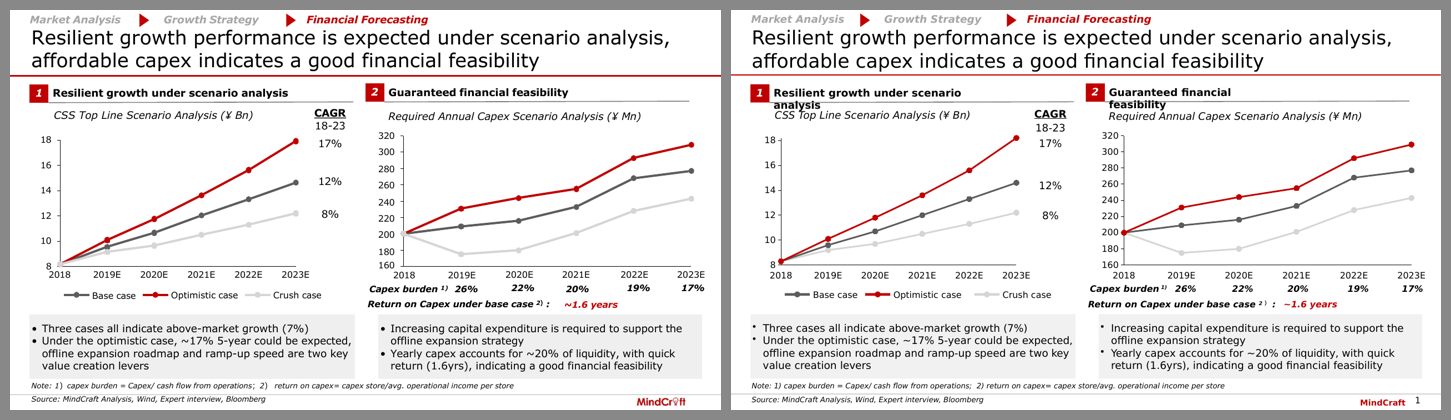 Market Analysis Growth Strategy Financial Forecasting
Resilient growth performance is expected under scenario analysis,
affordable capex indicates a good financial feasibility
1 Resilient growth under scenario analysis
CSS Top Line Scenario Analysis (¥ Bn)
CAGR
18-23
18
16
14
12
10
8
17%
12%
8%
2018 2019E 2020E 2021E 2022E 2023E
Base case Optimistic case Crush case
2 Guaranteed financial feasibility
Required Annual Capex Scenario Analysis (¥ Mn)
320
300
280
260
240
220
200
180
160
2018 2019E 2020E 2021E 2022E 2023E
Capex burden 1) 26% 22% 20% 19% 17%
Return on Capex under base case 2) : ~1.6 years
• Three cases all indicate above-market growth (7%)
• Under the optimistic case, ~17% 5-year could be expected,
offline expansion roadmap and ramp-up speed are two key
value creation levers
• Increasing capital expenditure is required to support the
offline expansion strategy
• Yearly capex accounts for ~20% of liquidity, with quick
return (1.6yrs), indicating a good financial feasibility
Note: 1) capex burden = Capex/ cash flow from operations; 2) return on capex= capex store/avg. operational income per store
Source: MindCraft Analysis, Wind, Expert interview, Bloomberg
MindCraft
Market Analysis Growth Strategy Financial Forecasting
Resilient growth performance is expected under scenario analysis,
affordable capex indicates a good financial feasibility
1 Resilient growth under scenario
analysis
CSS Top Line Scenario Analysis (¥ Bn)
CAGR
18-23
18
16
14
12
10
8
17%
12%
8%
2018 2019E 2020E 2021E 2022E 2023E
Base case Optimistic case Crush case
2 Guaranteed financial
feasibility
Required Annual Capex Scenario Analysis (¥ Mn)
320
300
280
260
240
220
200
180
160
2018 2019E 2020E 2021E 2022E 2023E
Capex burden 1) 26% 22% 20% 19% 17%
Return on Capex under base case 2) : ~1.6 years
• Three cases all indicate above-market growth (7%)
• Under the optimistic case, ~17% 5-year could be expected,
offline expansion roadmap and ramp-up speed are two key
value creation levers
• Increasing capital expenditure is required to support the
offline expansion strategy
• Yearly capex accounts for ~20% of liquidity, with quick
return (1.6yrs), indicating a good financial feasibility
Note: 1) capex burden = Capex/ cash flow from operations; 2) return on capex= capex store/avg. operational income per store
Source: MindCraft Analysis, Wind, Expert interview, Bloomberg
MindCraft 1